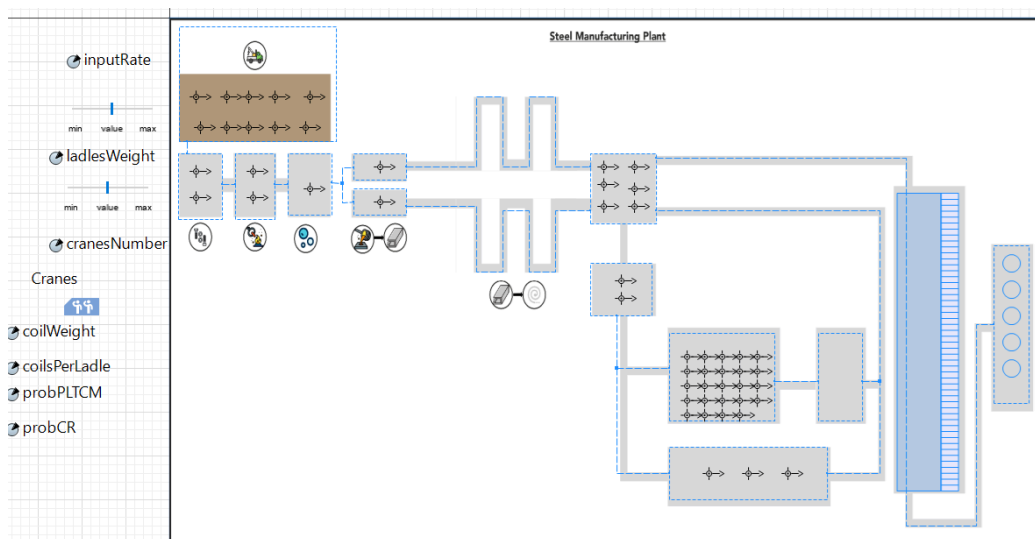 Steel Manufacturing Plant
inputRate
min value max
ladlesWeight
min value max
cranesNumber
Cranes
coilWeight
coilsPerLadle
probPLTCM
probCR